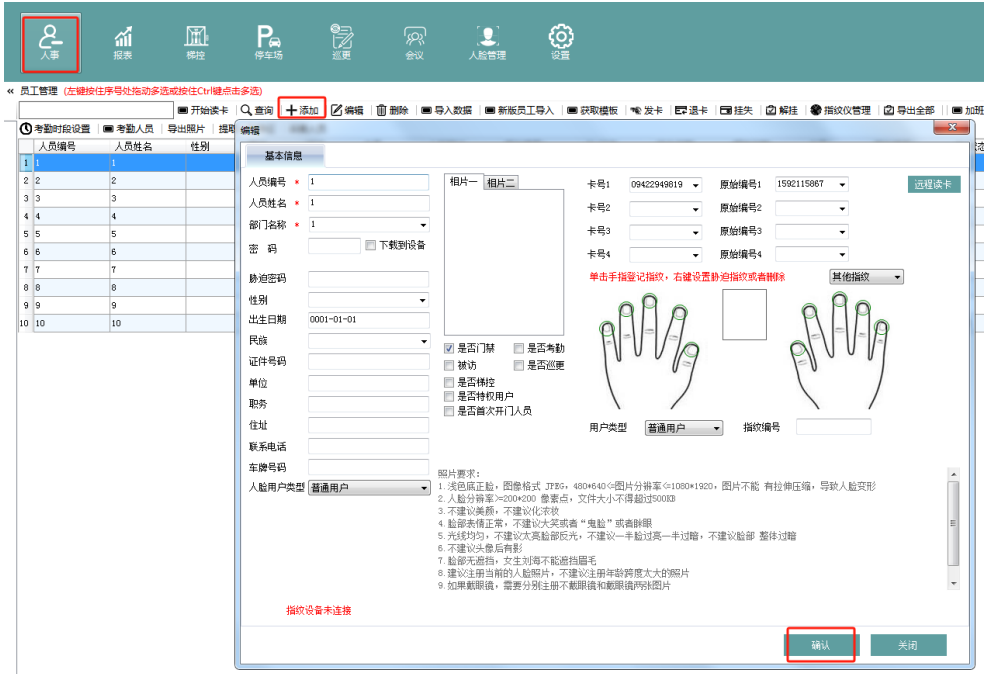 人事 报表 梯控 停车场 巡更 会议 人脸管理 设置
« 员工管理 (左键按住序号处拖动多选或按住Ctrl键点击多选)
开始读卡 查询 添加 编辑 删除 导入数据 新版员工导入 获取模板 发卡 退卡 挂失 解挂 指纹仪管理 导出全部 加班
考勤时段设置 考勤人员 导出照片 提取
人员编号 人员姓名 性别
1 1 1
2 2 2
3 3 3
4 4 4
5 5 5
6 6 6
7 7 7
8 8 8
9 9 9
10 10 10
编辑
基本信息
人员编号 * 1
人员姓名 * 1
部门名称 * 1
密 码 下载到设备
胁迫密码
性别
出生日期 0001-01-01
民族
证件号码
单位
职务
住址
联系电话
车牌号码
人脸用户类型 普通用户
相片一 相片二
是否门禁 是否考勤
被访 是否巡更
是否梯控
是否特权用户
是否首次开门人员
卡号1 09422949819 原始编号1 1592115867 远程读卡
卡号2 原始编号2
卡号3 原始编号3
卡号4 原始编号4
单击手指登记指纹，右键设置胁迫指纹或者删除 其他指纹
用户类型 普通用户 指纹编号
照片要求：
1.浅色底正脸，图像格式 JPEG，480*640<=图片分辨率<=1080*1920，图片不能 有拉伸压缩，导致人脸变形
2.人脸分辨率>=200*200 像素点，文件大小不得超过500KB
3.不建议美颜，不建议化浓妆
4.脸部表情正常，不建议大笑或者“鬼脸”或者眯眼
5.光线均匀，不建议太亮脸部反光，不建议一半脸过亮一半过暗，不建议脸部 整体过暗
6.不建议头像后有影
7.脸部无遮挡，女生刘海不能遮挡眉毛
8.建议注册当前的人脸照片，不建议注册年龄跨度太大的照片
9.如果戴眼镜，需要分别注册不戴眼镜和戴眼镜两张图片
指纹设备未连接
确认 关闭